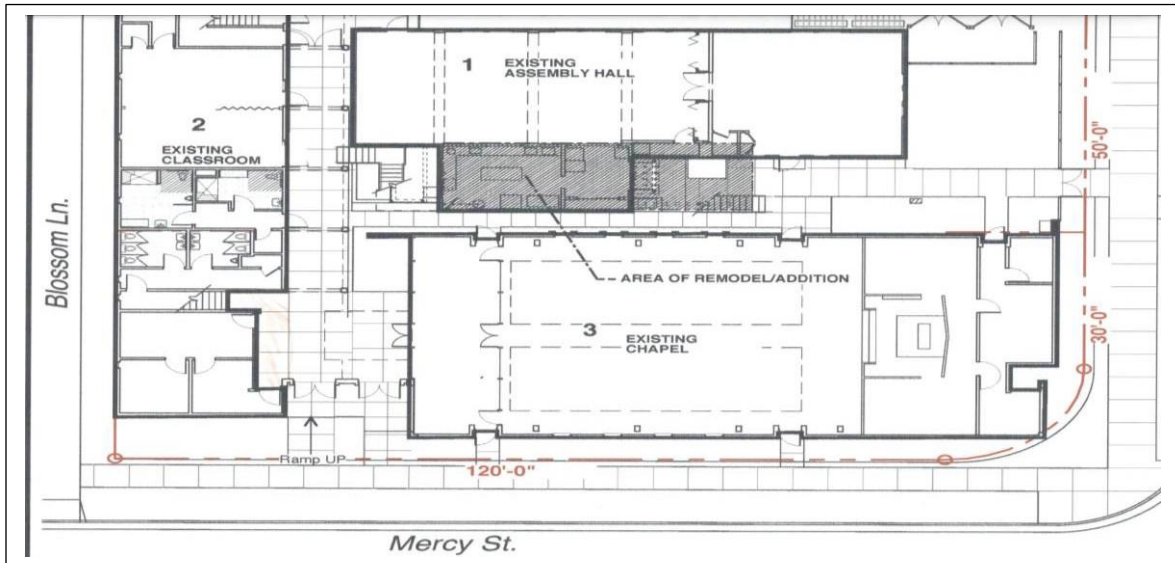 1 EXISTING
ASSEMBLY HALL
2
EXISTING
CLASSROOM
50'-0"
Blossom Ln.
AREA OF REMODEL/ADDITION
3 EXISTING
CHAPEL
30'-0"
Ramp UP
120'-0"
Mercy St.